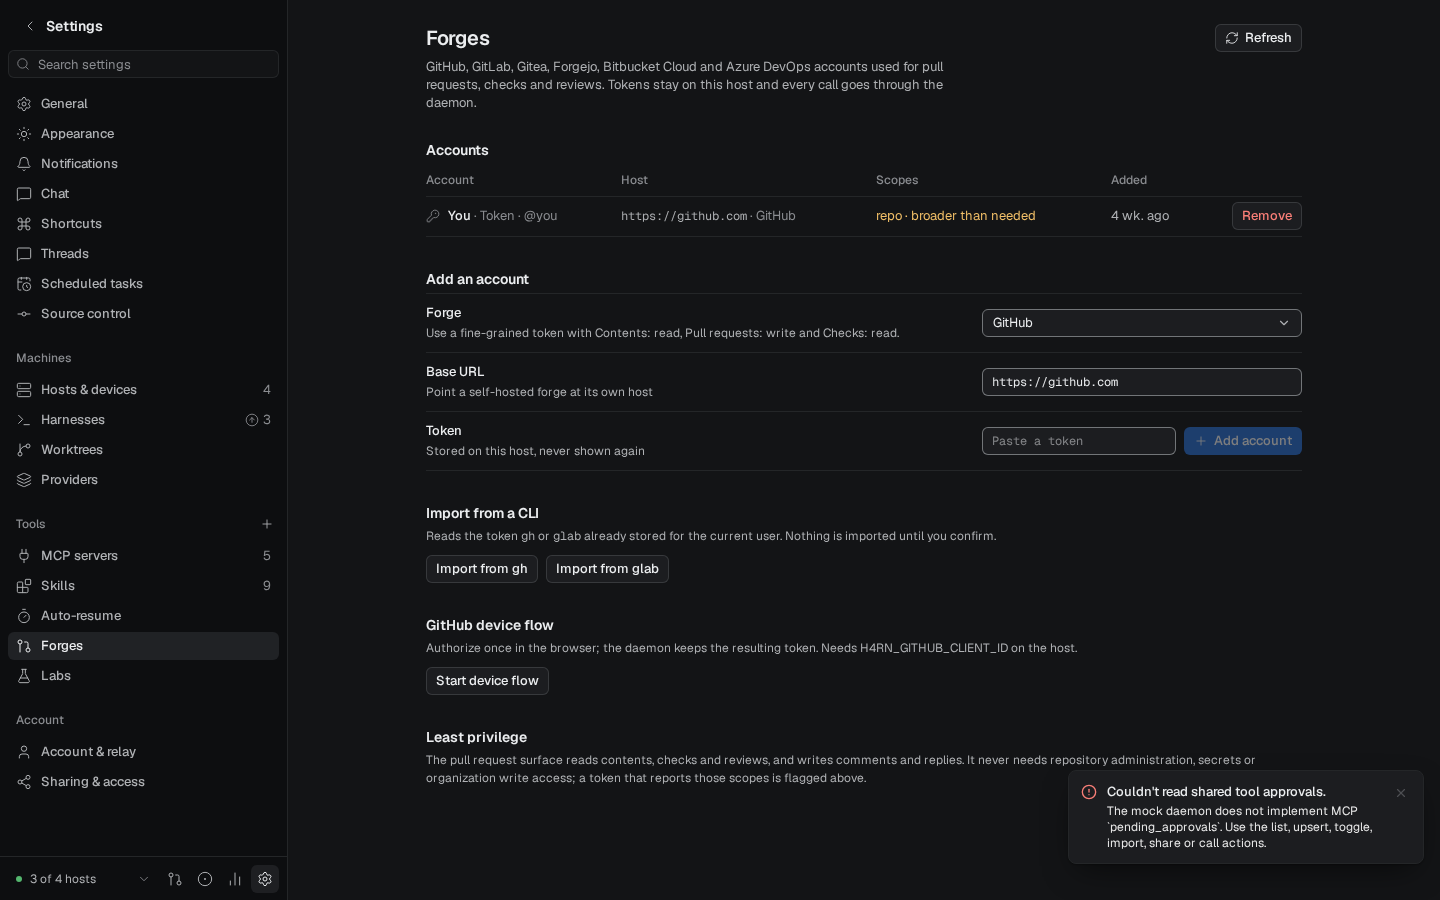 Settings
Search settings
General
Appearance
Notifications
Chat
Shortcuts
Threads
Scheduled tasks
Source control
Machines
Hosts & devices 4
Harnesses 3
Worktrees
Providers
Tools
MCP servers 5
Skills 9
Auto-resume
Forges
Labs
Account
Account & relay
Sharing & access
3 of 4 hosts
Forges
Refresh
GitHub, GitLab, Gitea, Forgejo, Bitbucket Cloud and Azure DevOps accounts used for pull
requests, checks and reviews. Tokens stay on this host and every call goes through the
daemon.
Accounts
Account Host Scopes Added
You · Token · @you https://github.com · GitHub repo · broader than needed 4 wk. ago Remove
Add an account
Forge
Use a fine-grained token with Contents: read, Pull requests: write and Checks: read.
GitHub
Base URL
Point a self-hosted forge at its own host
https://github.com
Token
Stored on this host, never shown again
Paste a token
Add account
Import from a CLI
Reads the token gh or glab already stored for the current user. Nothing is imported until you confirm.
Import from gh Import from glab
GitHub device flow
Authorize once in the browser; the daemon keeps the resulting token. Needs H4RN_GITHUB_CLIENT_ID on the host.
Start device flow
Least privilege
The pull request surface reads contents, checks and reviews, and writes comments and replies. It never needs repository administration, secrets or
organization write access; a token that reports those scopes is flagged above.
Couldn't read shared tool approvals.
The mock daemon does not implement MCP
`pending_approvals`. Use the list, upsert, toggle,
import, share or call actions.